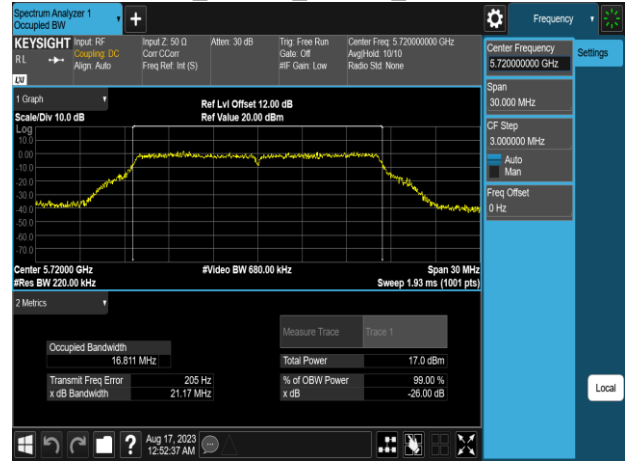 Spectrum Analyzer 1
Occupied BW
+
Frequency
KEYSIGHT
RL
LXI
Input: RF
Coupling: DC
Align: Auto
Input Z: 50 Ω
Corr CCorr
Freq Ref: Int (S)
Atten: 30 dB
Trig: Free Run
Gate: Off
#IF Gain: Low
Center Freq: 5.720000000 GHz
Avg|Hold: 10/10
Radio Std: None
Center Frequency
5.720000000 GHz
Settings
Span
30.000 MHz
CF Step
3.000000 MHz
Auto
Man
Freq Offset
0 Hz
Local
1 Graph
Scale/Div 10.0 dB
Ref Lvl Offset 12.00 dB
Ref Value 20.00 dBm
Log
10.0
0.00
-10.0
-20.0
-30.0
-40.0
-50.0
-60.0
-70.0
Center 5.72000 GHz
#Res BW 220.00 kHz
#Video BW 680.00 kHz
Span 30 MHz
Sweep 1.93 ms (1001 pts)
2 Metrics
Measure Trace
Trace 1
Occupied Bandwidth
16.811 MHz
Total Power
17.0 dBm
Transmit Freq Error
205 Hz
% of OBW Power
99.00 %
x dB Bandwidth
21.17 MHz
x dB
-26.00 dB
?
Aug 17, 2023
12:52:37 AM